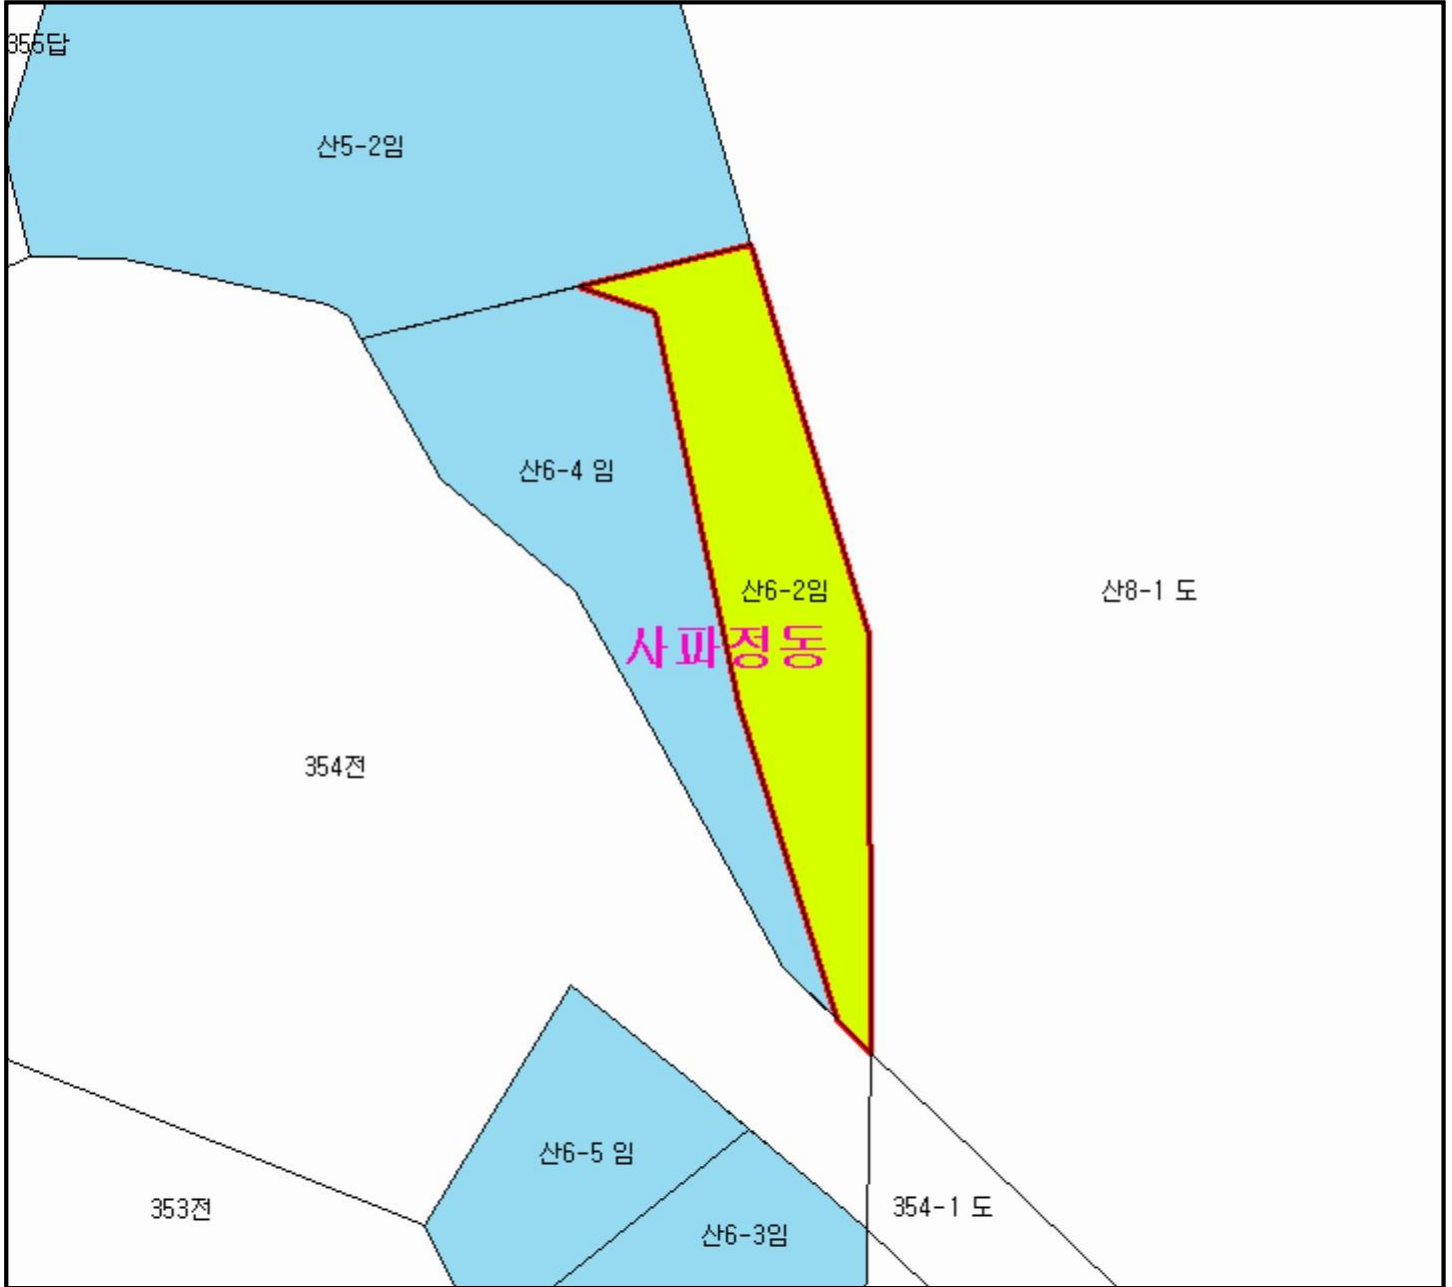 355답
산5-2임
산6-4 임
산6-2임
산8-1 도
사파정동
354전
산6-5 임
353전
354-1 도
산6-3임